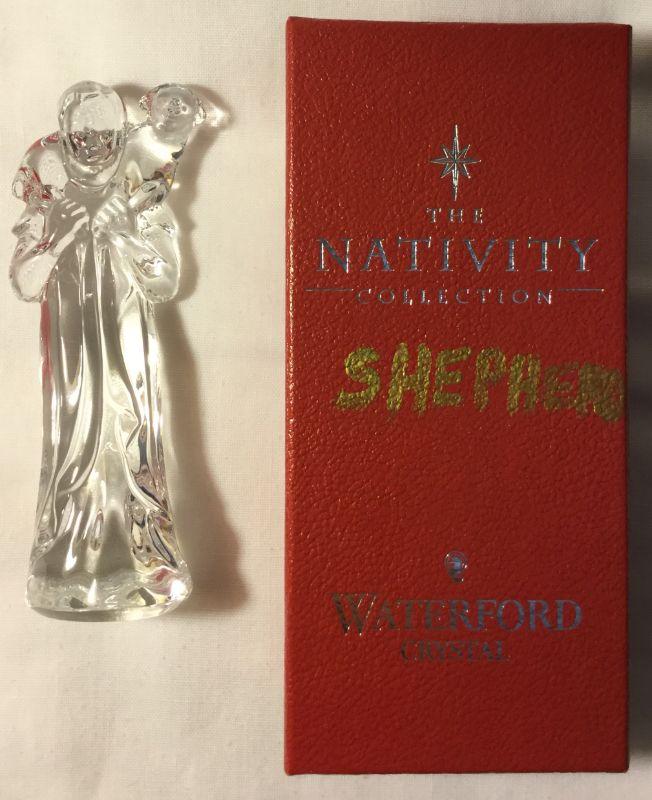 THE
NATIVITY
COLLECTION
SHEPHERD
WATERFORD
CRYSTAL